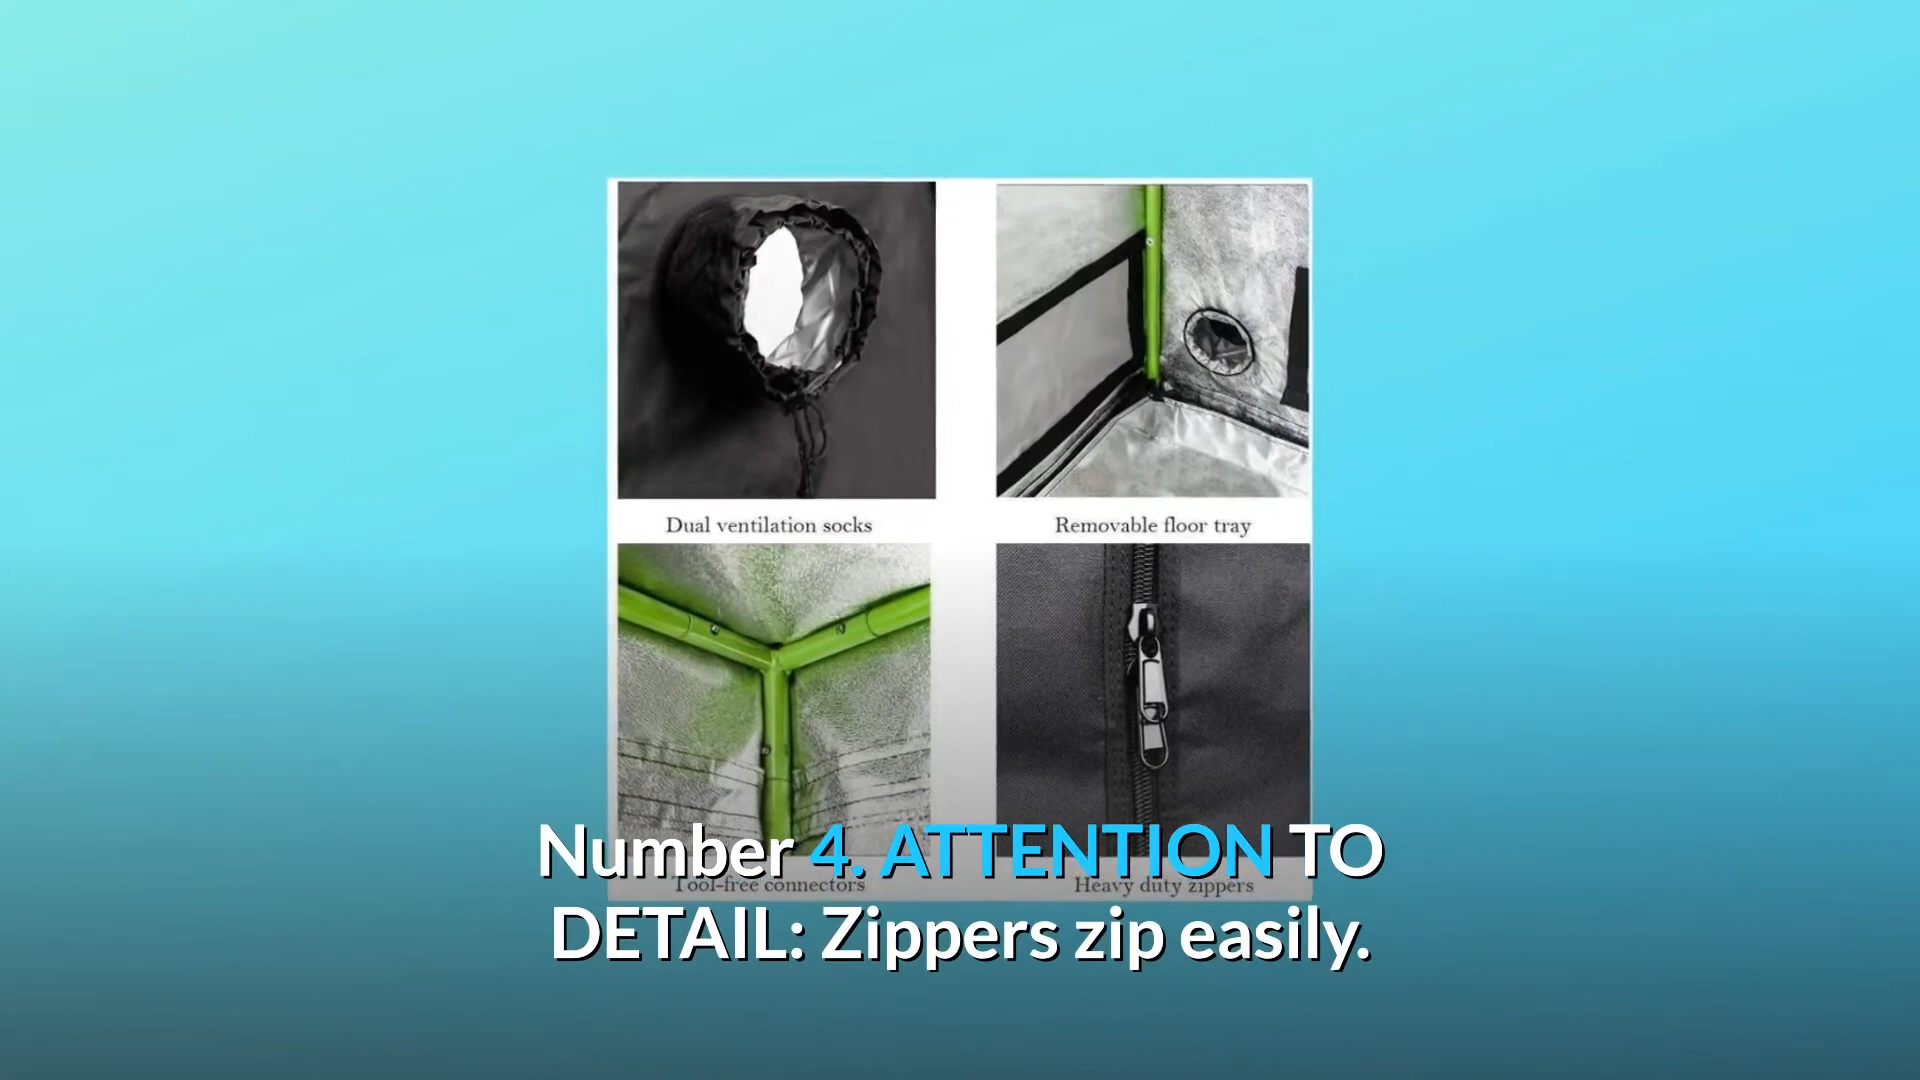 Dual ventilation socks
Removable floor tray
Tool-free connectors
Heavy duty zippers
Number 4. ATTENTION TO
DETAIL: Zippers zip easily.